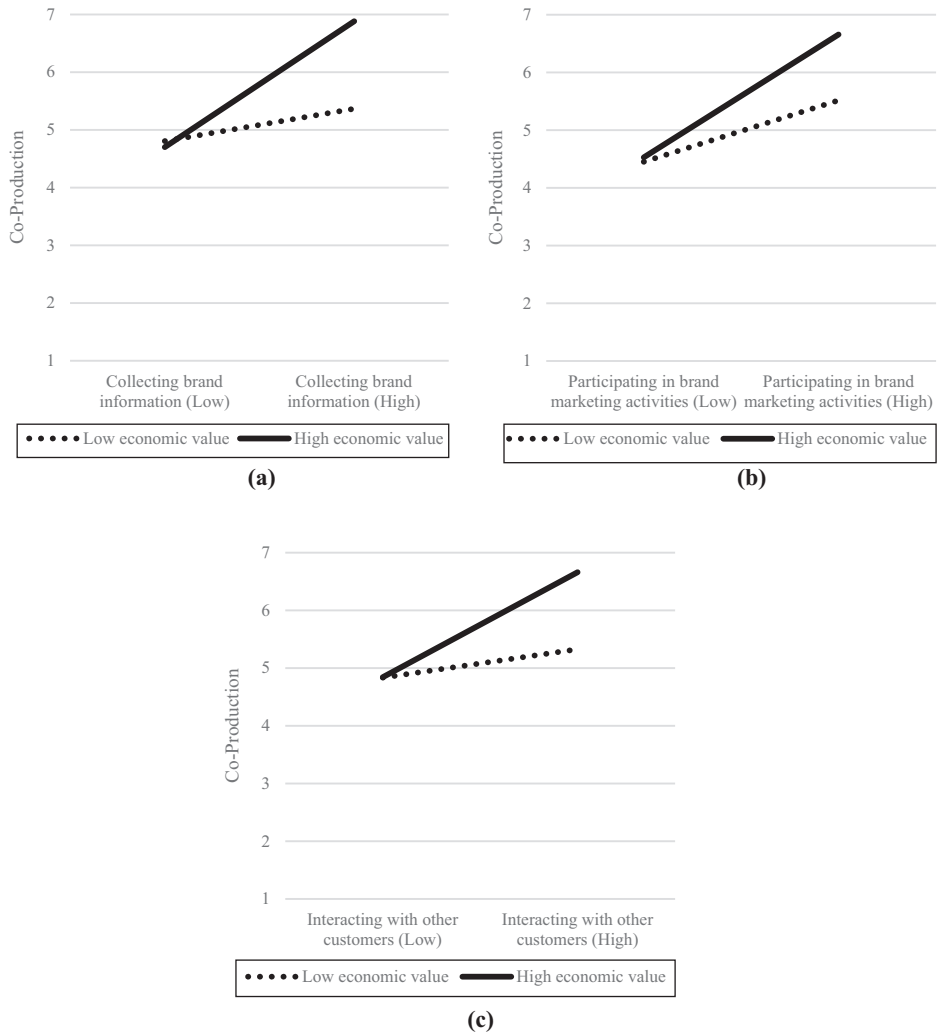 7
6
5
4
3
2
1
Co-Production
Collecting brand
information (Low)
Collecting brand
information (High)
Low economic value
High economic value
(a)
7
6
5
4
3
2
1
Co-Production
Participating in brand
marketing activities (Low)
Participating in brand
marketing activities (High)
Low economic value
High economic value
(b)
7
6
5
4
3
2
1
Co-Production
Interacting with other
customers (Low)
Interacting with other
customers (High)
Low economic value
High economic value
(c)